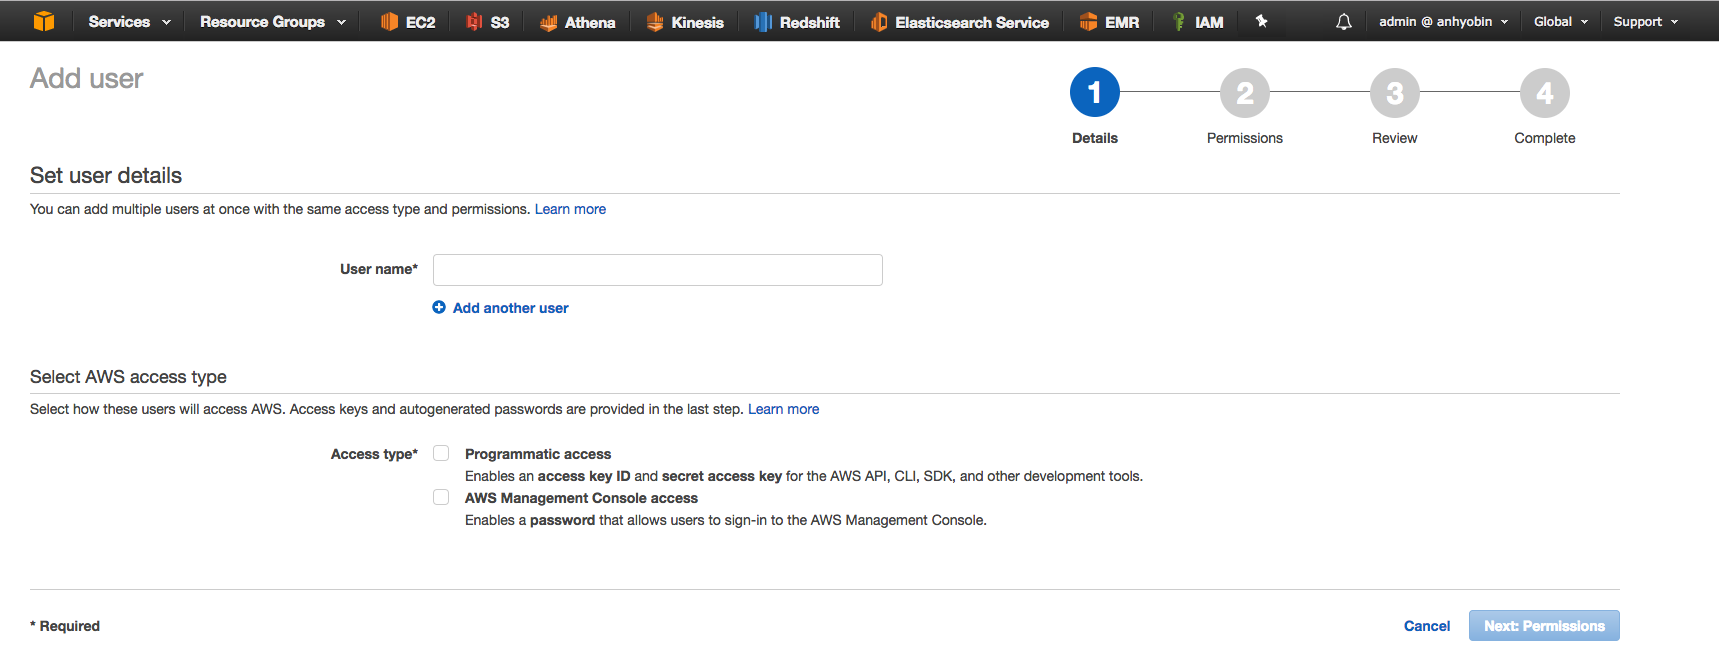 Services Resource Groups EC2 S3 Athena Kinesis Redshift Elasticsearch Service EMR IAM admin @ anhyobin Global Support
Add user
1 2 3 4
Details Permissions Review Complete
Set user details
You can add multiple users at once with the same access type and permissions. Learn more
User name*
Add another user
Select AWS access type
Select how these users will access AWS. Access keys and autogenerated passwords are provided in the last step. Learn more
Access type* Programmatic access
Enables an access key ID and secret access key for the AWS API, CLI, SDK, and other development tools.
AWS Management Console access
Enables a password that allows users to sign-in to the AWS Management Console.
* Required Cancel Next: Permissions